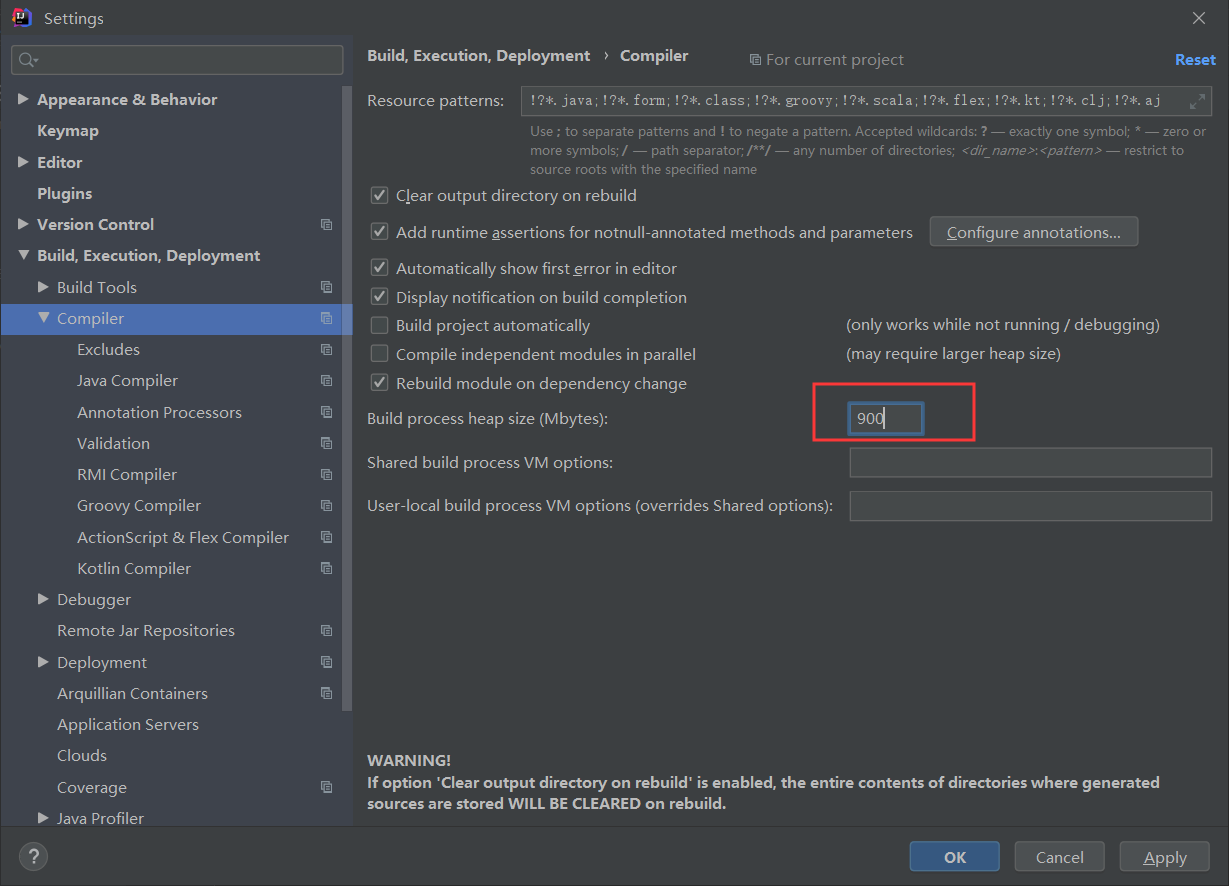 Settings
Appearance & Behavior
Keymap
Editor
Plugins
Version Control
Build, Execution, Deployment
Build Tools
Compiler
Excludes
Java Compiler
Annotation Processors
Validation
RMI Compiler
Groovy Compiler
ActionScript & Flex Compiler
Kotlin Compiler
Debugger
Remote Jar Repositories
Deployment
Arquillian Containers
Application Servers
Clouds
Coverage
Java Profiler
Build, Execution, Deployment › Compiler For current project Reset
Resource patterns: !?*.java;!?*.form;!?*.class;!?*.groovy;!?*.scala;!?*.flex;!?*.kt;!?*.clj;!?*.aj
Use ; to separate patterns and ! to negate a pattern. Accepted wildcards: ? — exactly one symbol; * — zero or
more symbols; / — path separator; /**/ — any number of directories; <dir_name>:<pattern> — restrict to
source roots with the specified name
Clear output directory on rebuild
Add runtime assertions for notnull-annotated methods and parameters Configure annotations...
Automatically show first error in editor
Display notification on build completion
Build project automatically (only works while not running / debugging)
Compile independent modules in parallel (may require larger heap size)
Rebuild module on dependency change
Build process heap size (Mbytes): 900
Shared build process VM options:
User-local build process VM options (overrides Shared options):
WARNING!
If option 'Clear output directory on rebuild' is enabled, the entire contents of directories where generated
sources are stored WILL BE CLEARED on rebuild.
? OK Cancel Apply